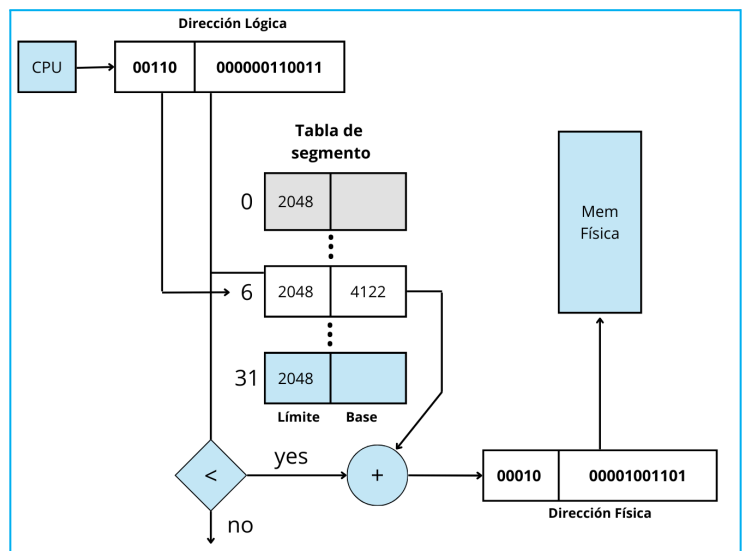 Dirección Lógica
CPU
00110
000000110011
Tabla de
segmento
0
2048
6
2048
4122
31
2048
Límite
Base
Mem
Física
<
yes
+
no
00010
00001001101
Dirección Física